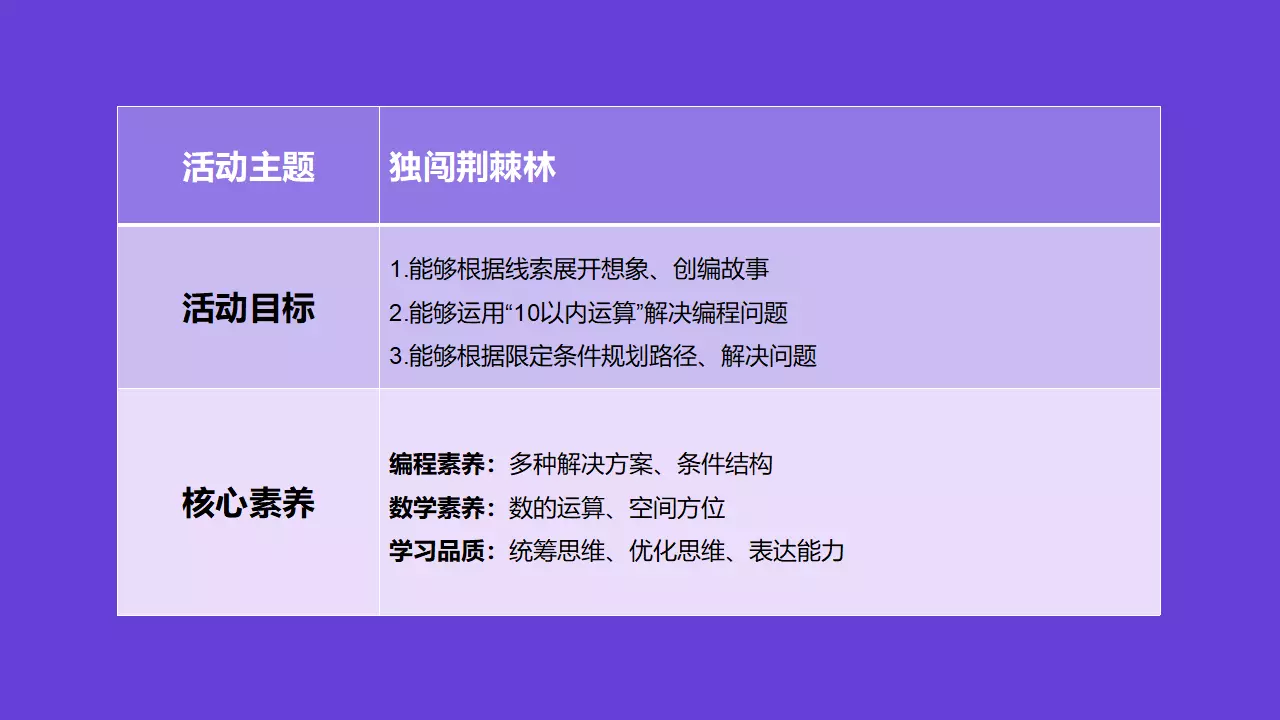 活动主题
独闯荆棘林
活动目标
1.能够根据线索展开想象、创编故事
2.能够运用“10以内运算”解决编程问题
3.能够根据限定条件规划路径、解决问题
核心素养
编程素养：多种解决方案、条件结构
数学素养：数的运算、空间方位
学习品质：统筹思维、优化思维、表达能力